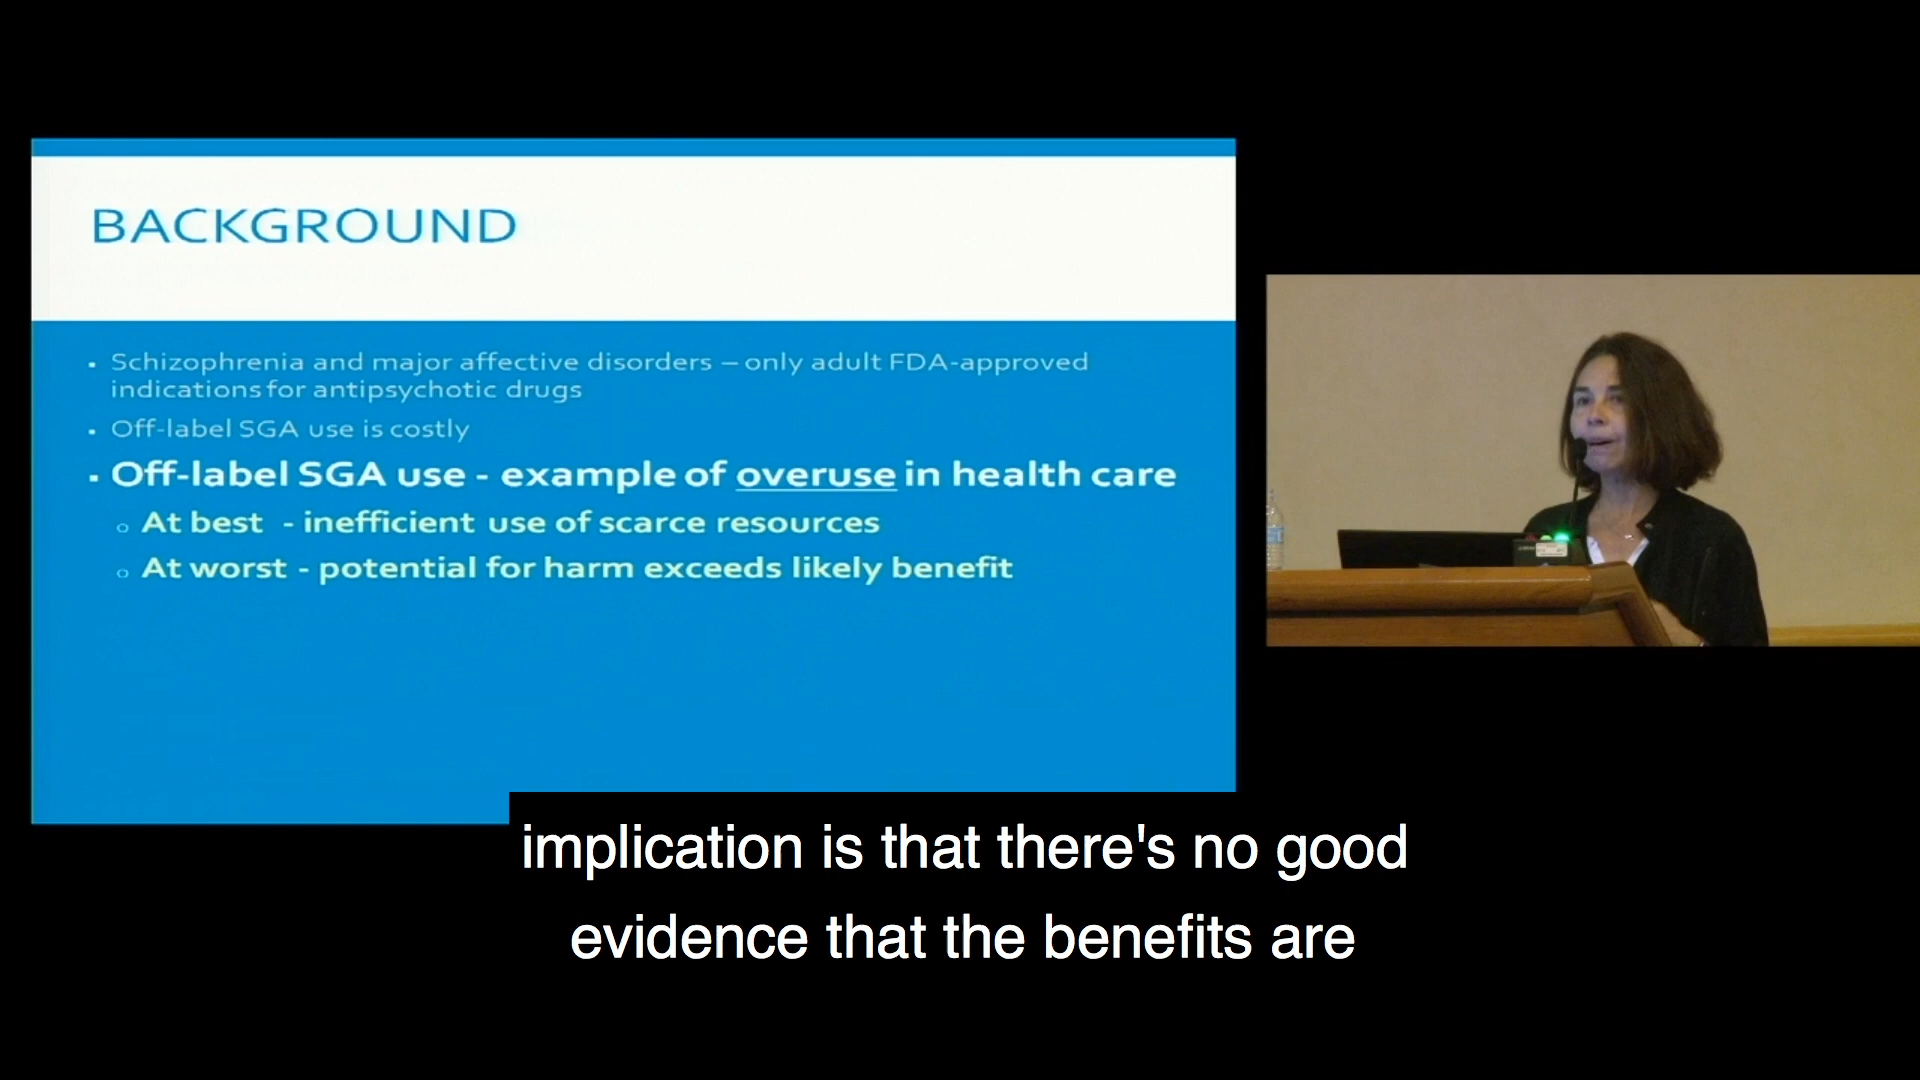 BACKGROUND
▪ Schizophrenia and major affective disorders – only adult FDA-approved
indications for antipsychotic drugs
▪ Off-label SGA use is costly
▪ Off-label SGA use - example of overuse in health care
o At best - inefficient use of scarce resources
o At worst - potential for harm exceeds likely benefit
implication is that there's no good
evidence that the benefits are